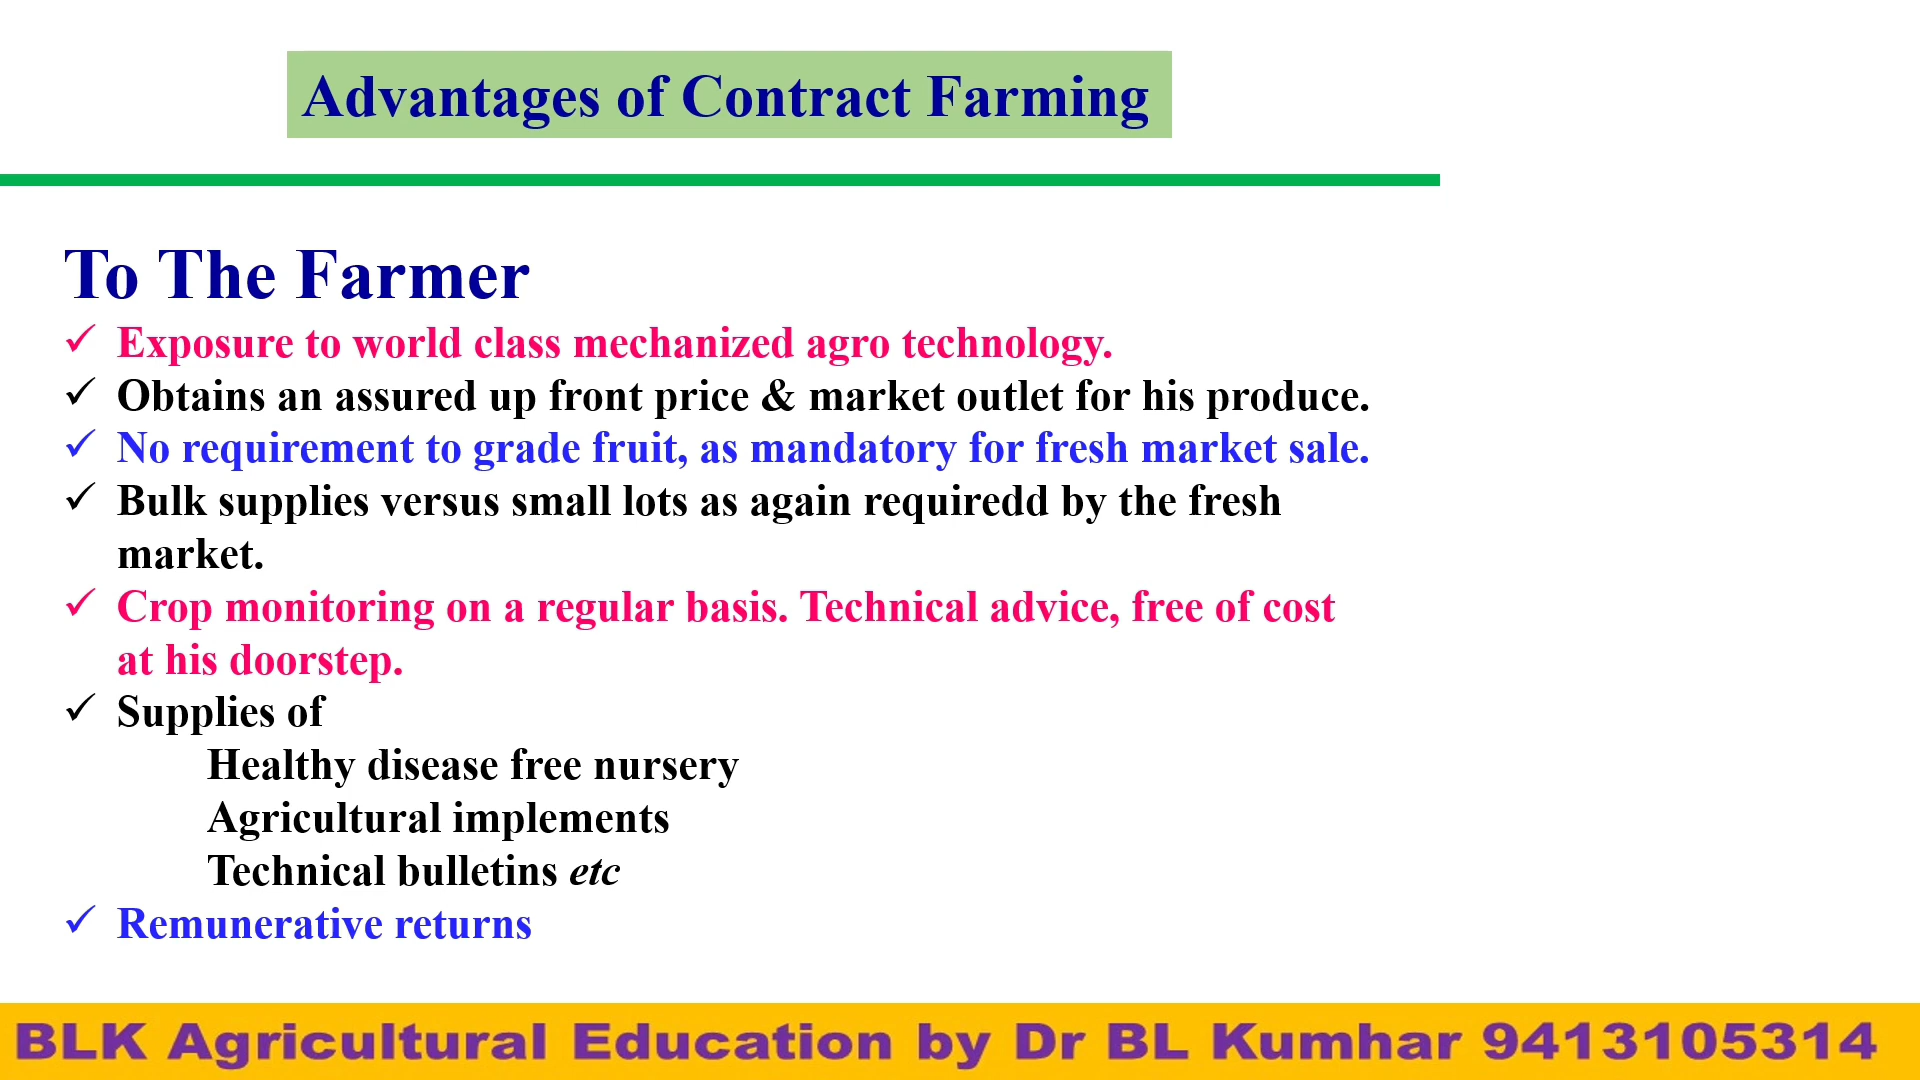 Advantages of Contract Farming
To The Farmer
✓ Exposure to world class mechanized agro technology.
✓ Obtains an assured up front price & market outlet for his produce.
✓ No requirement to grade fruit, as mandatory for fresh market sale.
✓ Bulk supplies versus small lots as again requiredd by the fresh
market.
✓ Crop monitoring on a regular basis. Technical advice, free of cost
at his doorstep.
✓ Supplies of
Healthy disease free nursery
Agricultural implements
Technical bulletins etc
✓ Remunerative returns
BLK Agricultural Education by Dr BL Kumhar 9413105314